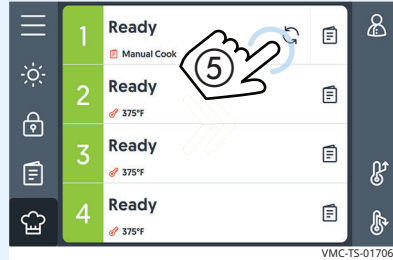 1 Ready
Manual Cook
5
2 Ready
375°F
3 Ready
375°F
4 Ready
375°F
VMC-TS-01706